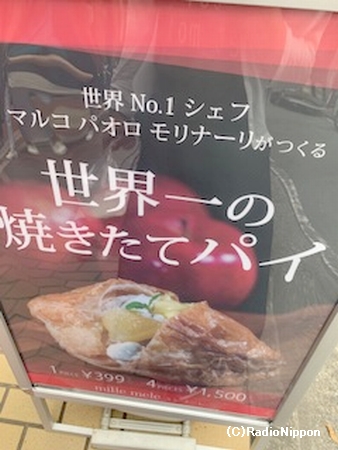 世界 No.1 シェフ
マルコ パオロ モリナーリがつくる
世界一の
焼きたてパイ
1 PIECE ¥399 4 PIECES ¥1,500
mille mele
(C)RadioNippon